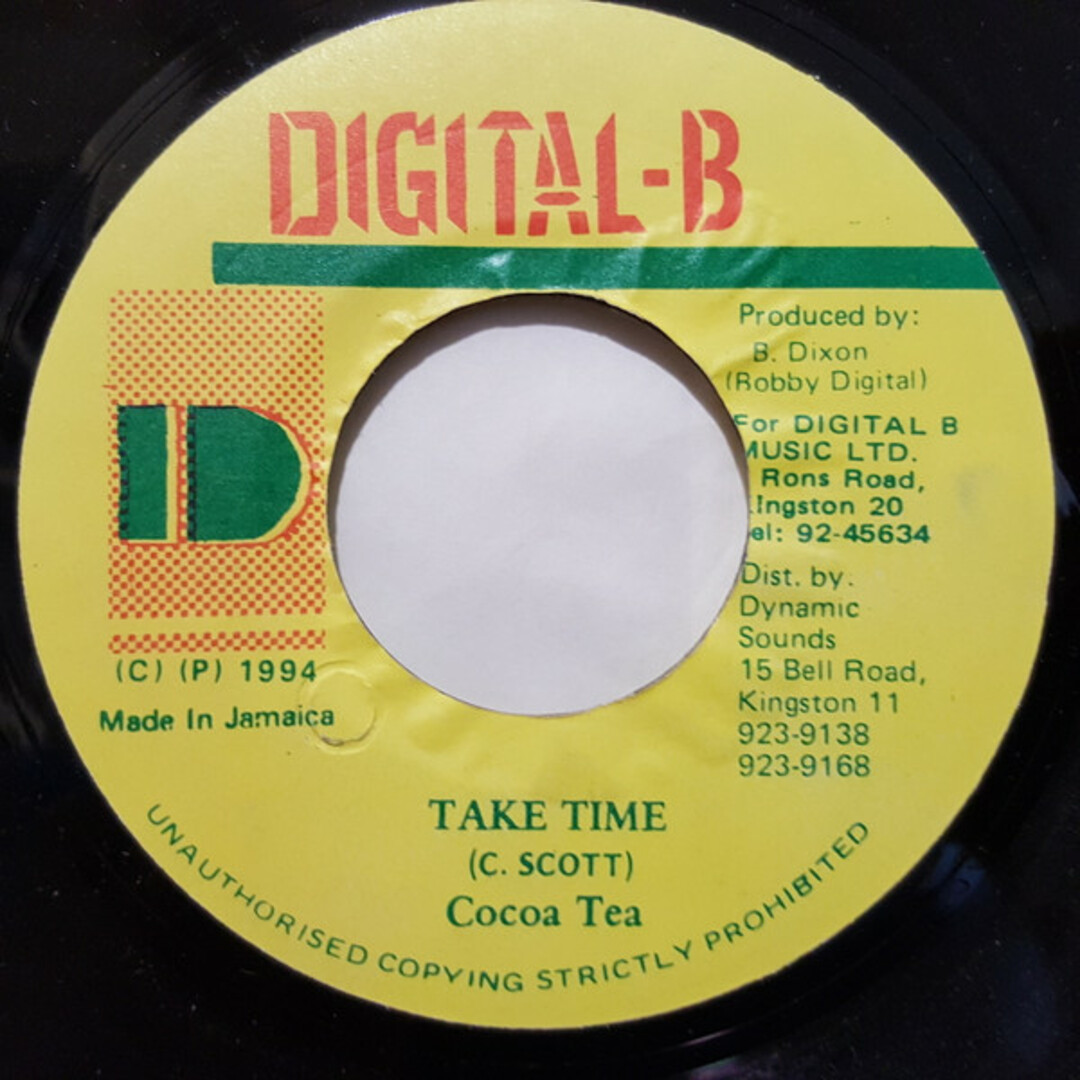 DIGITAL-B
Produced by:
B. Dixon
(Bobby Digital)
For DIGITAL B
MUSIC LTD.
Rons Road,
ingston 20
el: 92-45634
Dist. by.
Dynamic
Sounds
15 Bell Road,
Kingston 11
923-9138
923-9168
D
(C) (P) 1994
Made In Jamaica
TAKE TIME
(C. SCOTT)
Cocoa Tea
UNAUTHORISED COPYING STRICTLY PROHIBITED